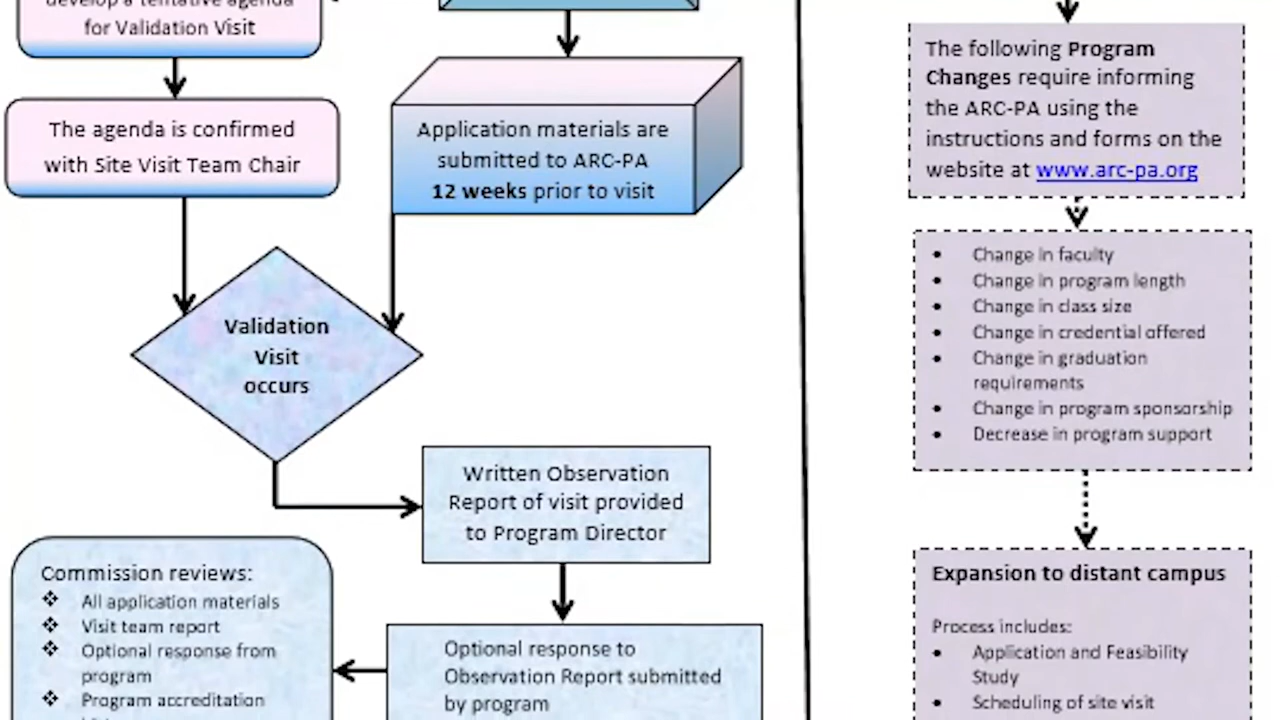 develop a tentative agenda
for Validation Visit
The agenda is confirmed
with Site Visit Team Chair
Application materials are
submitted to ARC-PA
12 weeks prior to visit
Validation
Visit
occurs
Written Observation
Report of visit provided
to Program Director
Optional response to
Observation Report submitted
by program
Commission reviews:
❖ All application materials
❖ Visit team report
❖ Optional response from
program
❖ Program accreditation
The following Program
Changes require informing
the ARC-PA using the
instructions and forms on the
website at www.arc-pa.org
• Change in faculty
• Change in program length
• Change in class size
• Change in credential offered
• Change in graduation
requirements
• Change in program sponsorship
• Decrease in program support
Expansion to distant campus
Process includes:
• Application and Feasibility
Study
• Scheduling of site visit